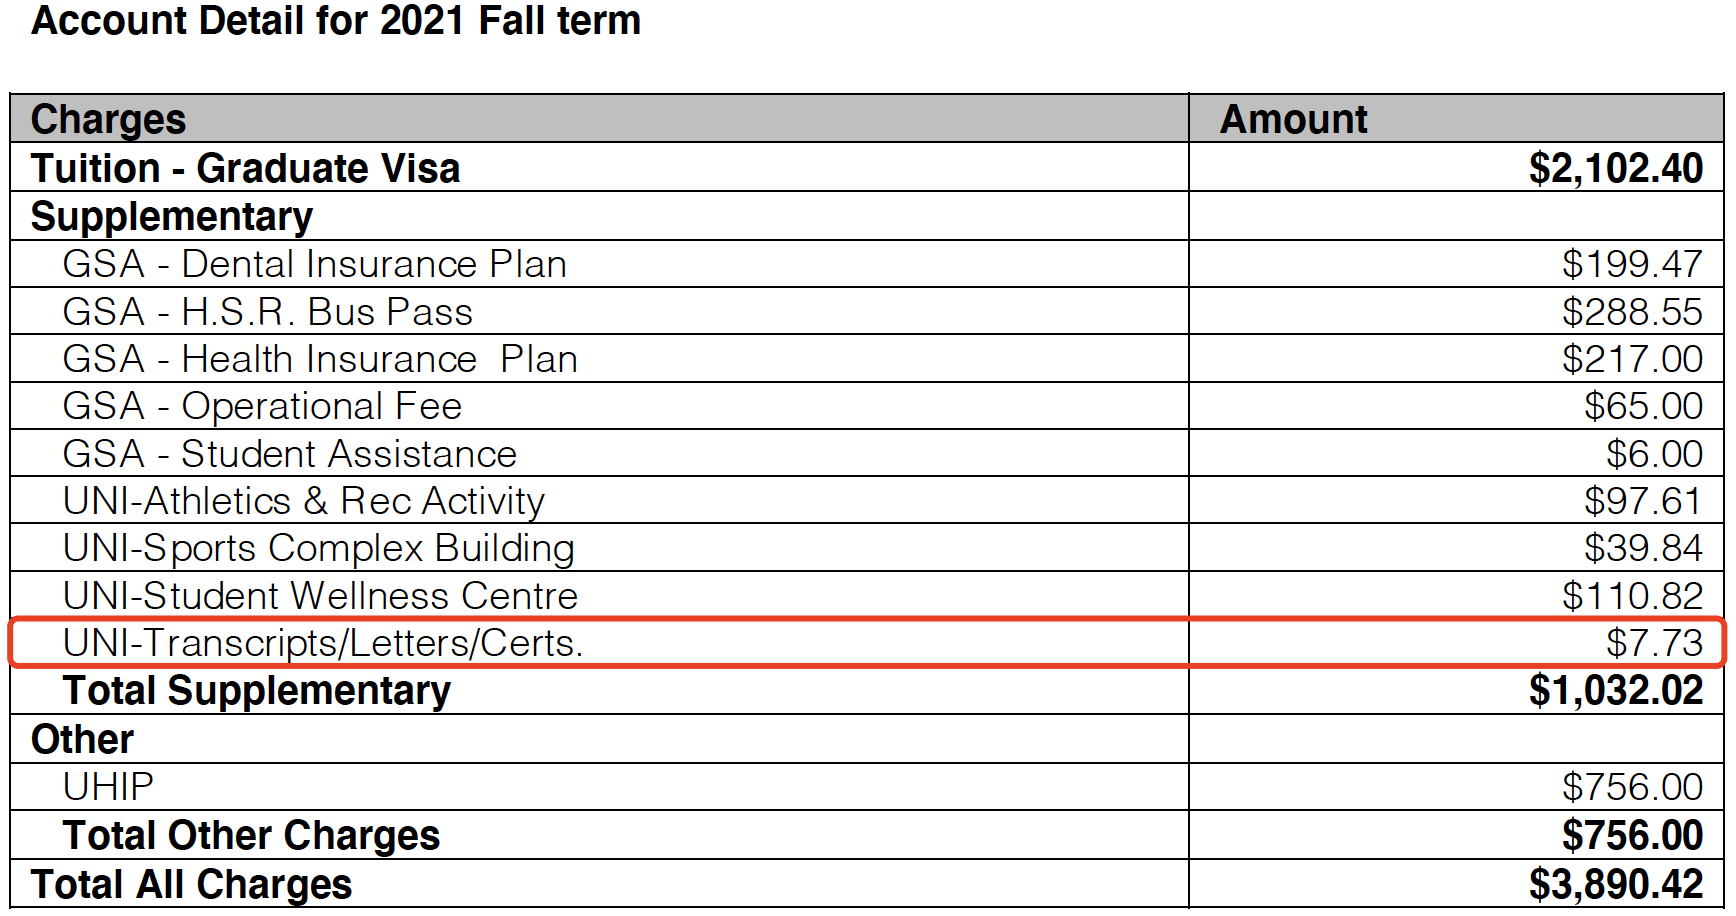 Account Detail for 2021 Fall term
Charges Amount
Tuition - Graduate Visa $2,102.40
Supplementary
GSA - Dental Insurance Plan $199.47
GSA - H.S.R. Bus Pass $288.55
GSA - Health Insurance  Plan $217.00
GSA - Operational Fee $65.00
GSA - Student Assistance $6.00
UNI-Athletics & Rec Activity $97.61
UNI-Sports Complex Building $39.84
UNI-Student Wellness Centre $110.82
UNI-Transcripts/Letters/Certs. $7.73
Total Supplementary $1,032.02
Other
UHIP $756.00
Total Other Charges $756.00
Total All Charges $3,890.42